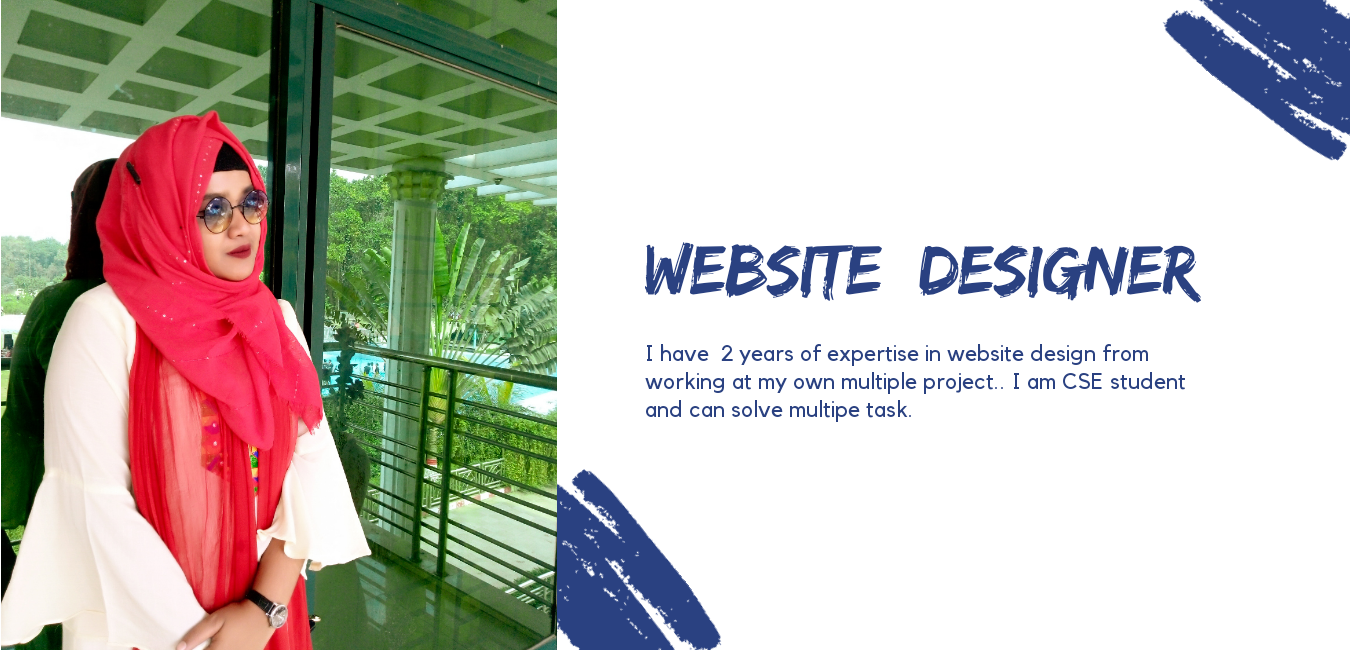 WEBSITE DESIGNER
I have 2 years of expertise in website design from
working at my own multiple project.. I am CSE student
and can solve multipe task.